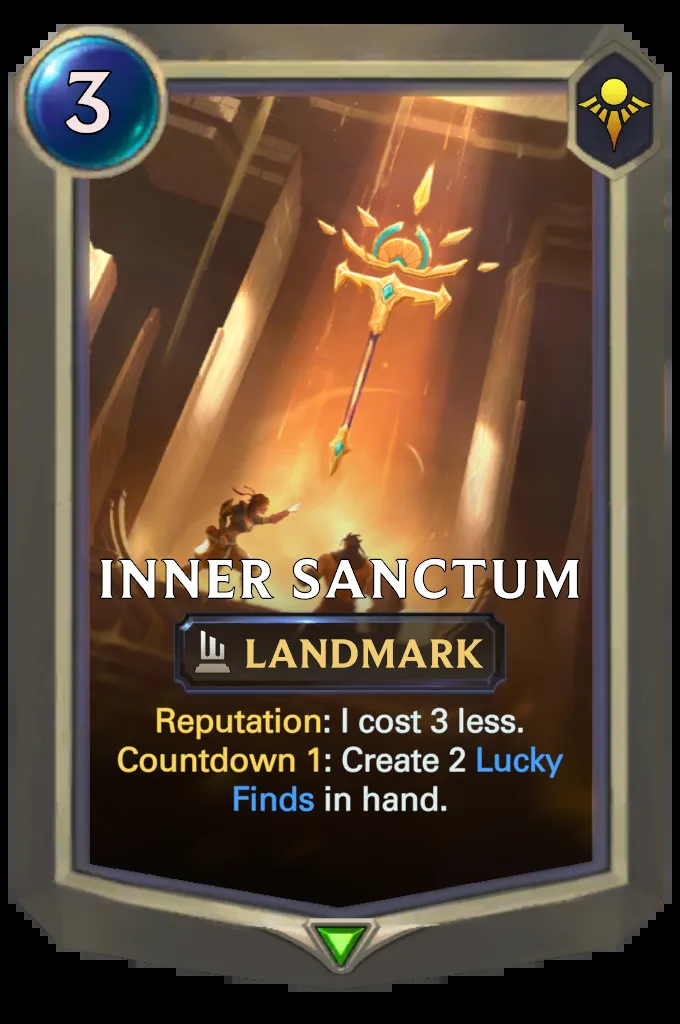 3
INNER SANCTUM
LANDMARK
Reputation: I cost 3 less.
Countdown 1: Create 2 Lucky
Finds in hand.